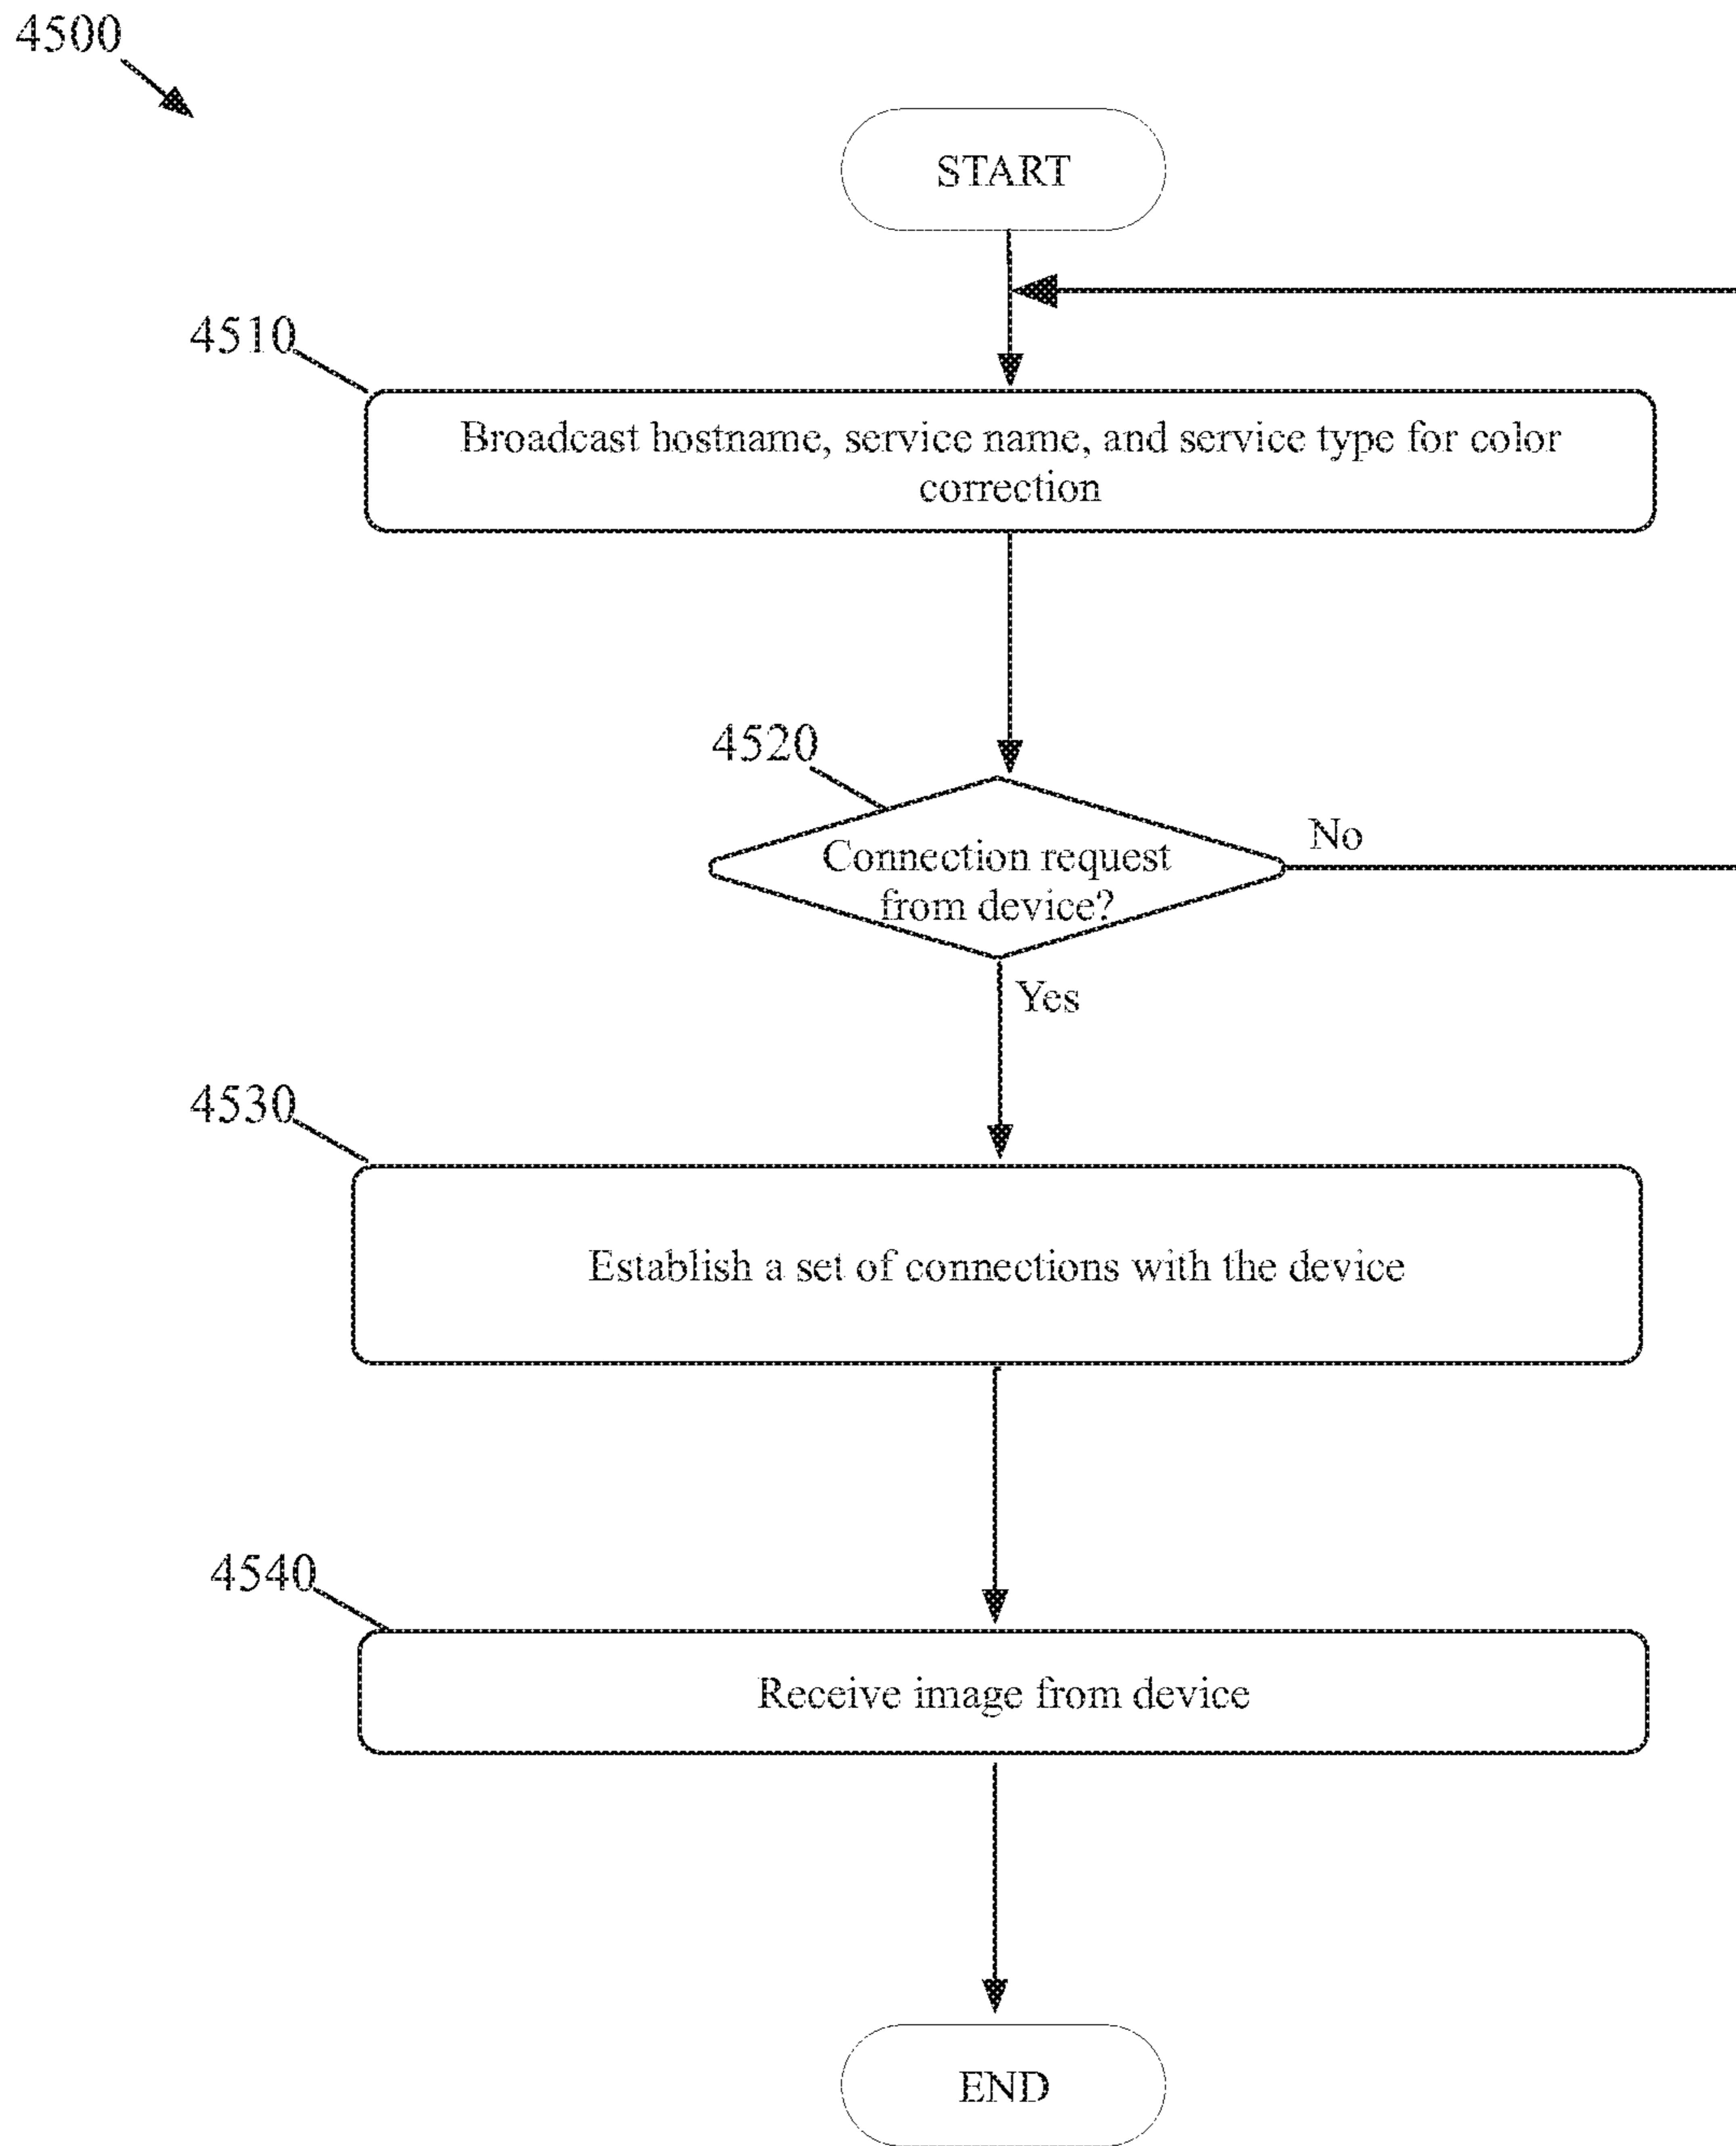 4500
START
4510
Broadcast hostname, service name, and service type for color
correction
4520
Connection request
from device?
No
Yes
4530
Establish a set of connections with the device
4540
Receive image from device
END